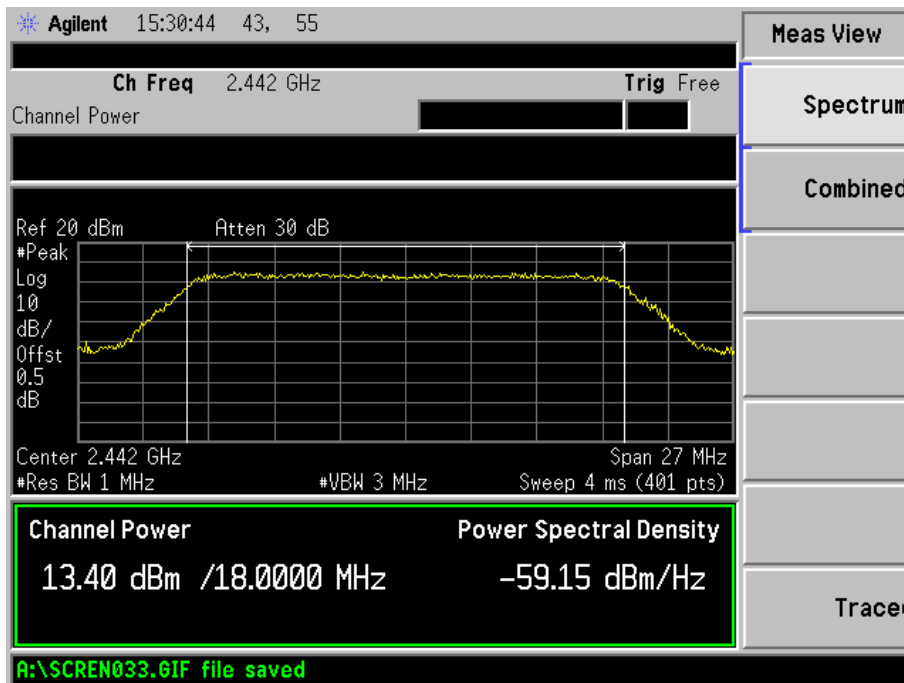 Agilent 15:30:44 43, 55
Meas View
Ch Freq 2.442 GHz Trig Free
Channel Power
Spectrum
Combined
Ref 20 dBm Atten 30 dB
#Peak
Log
10
dB/
Offst
0.5
dB
Center 2.442 GHz Span 27 MHz
#Res BW 1 MHz #VBW 3 MHz Sweep 4 ms (401 pts)
Channel Power Power Spectral Density
13.40 dBm /18.0000 MHz -59.15 dBm/Hz
Trace
A:\SCREN033.GIF file saved